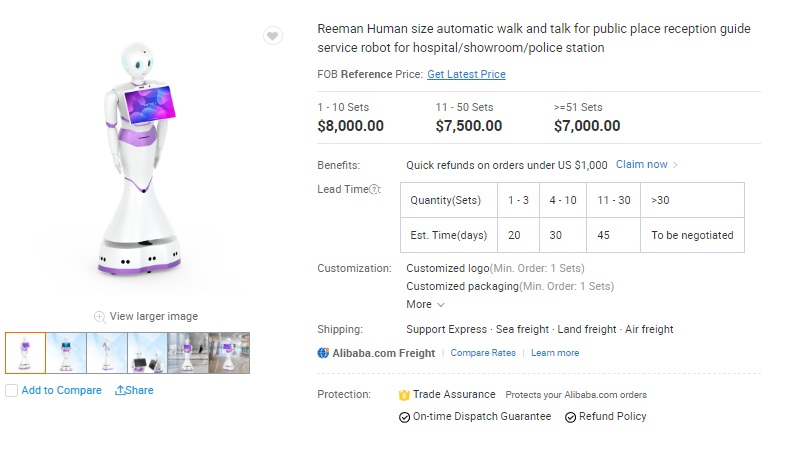 Reeman Human size automatic walk and talk for public place reception guide
service robot for hospital/showroom/police station
FOB Reference Price: Get Latest Price
1 - 10 Sets 11 - 50 Sets >=51 Sets
$8,000.00 $7,500.00 $7,000.00
Benefits: Quick refunds on orders under US $1,000 Claim now >
Lead Time?:
Quantity(Sets) 1 - 3 4 - 10 11 - 30 >30
Est. Time(days) 20 30 45 To be negotiated
Customization: Customized logo(Min. Order: 1 Sets)
Customized packaging(Min. Order: 1 Sets)
More
Shipping: Support Express · Sea freight · Land freight · Air freight
Alibaba.com Freight | Compare Rates | Learn more
Protection: $ Trade Assurance Protects your Alibaba.com orders
On-time Dispatch Guarantee Refund Policy
View larger image
Add to Compare Share